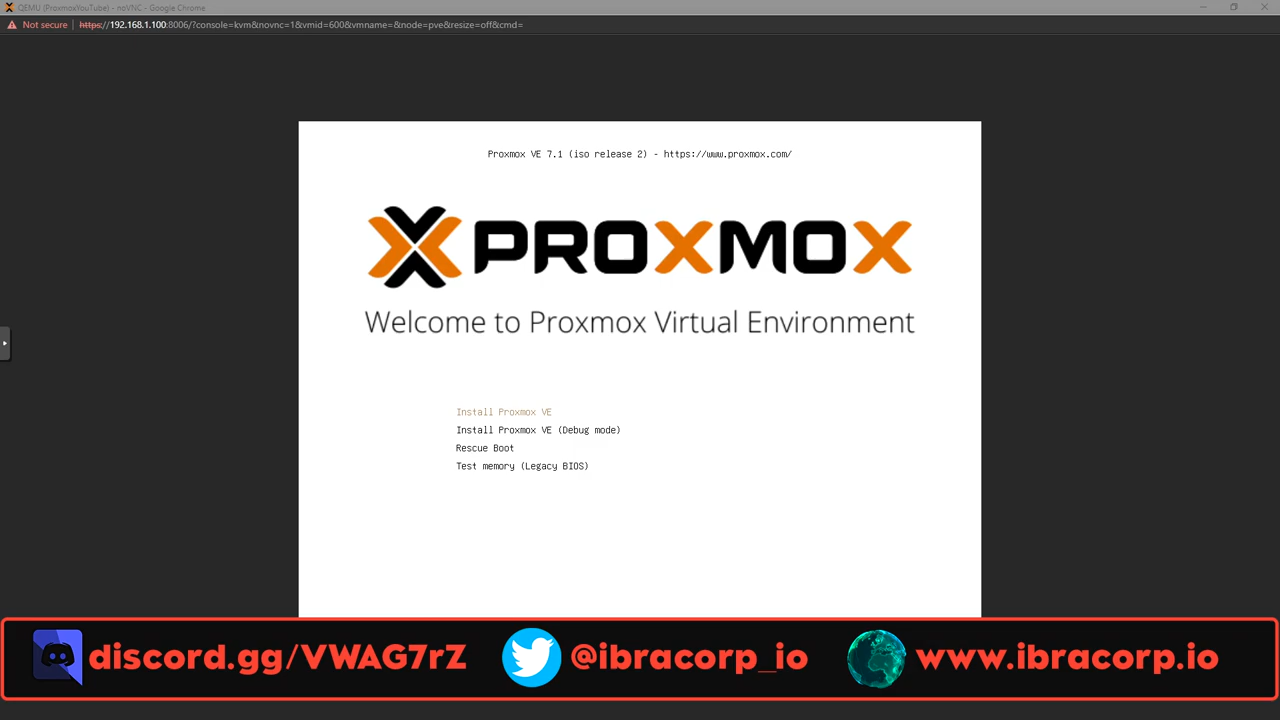 QEMU (ProxmoxYouTube) - noVNC - Google Chrome
Not secure | https://192.168.1.100:8006/?console=kvm&novnc=1&vmid=600&vmname=&node=pve&resize=off&cmd=
Proxmox VE 7.1 (iso release 2) - https://www.proxmox.com/
PROXMOX
Welcome to Proxmox Virtual Environment
Install Proxmox VE
Install Proxmox VE (Debug mode)
Rescue Boot
Test memory (Legacy BIOS)
discord.gg/VWAG7rZ @ibracorp_io www.ibracorp.io